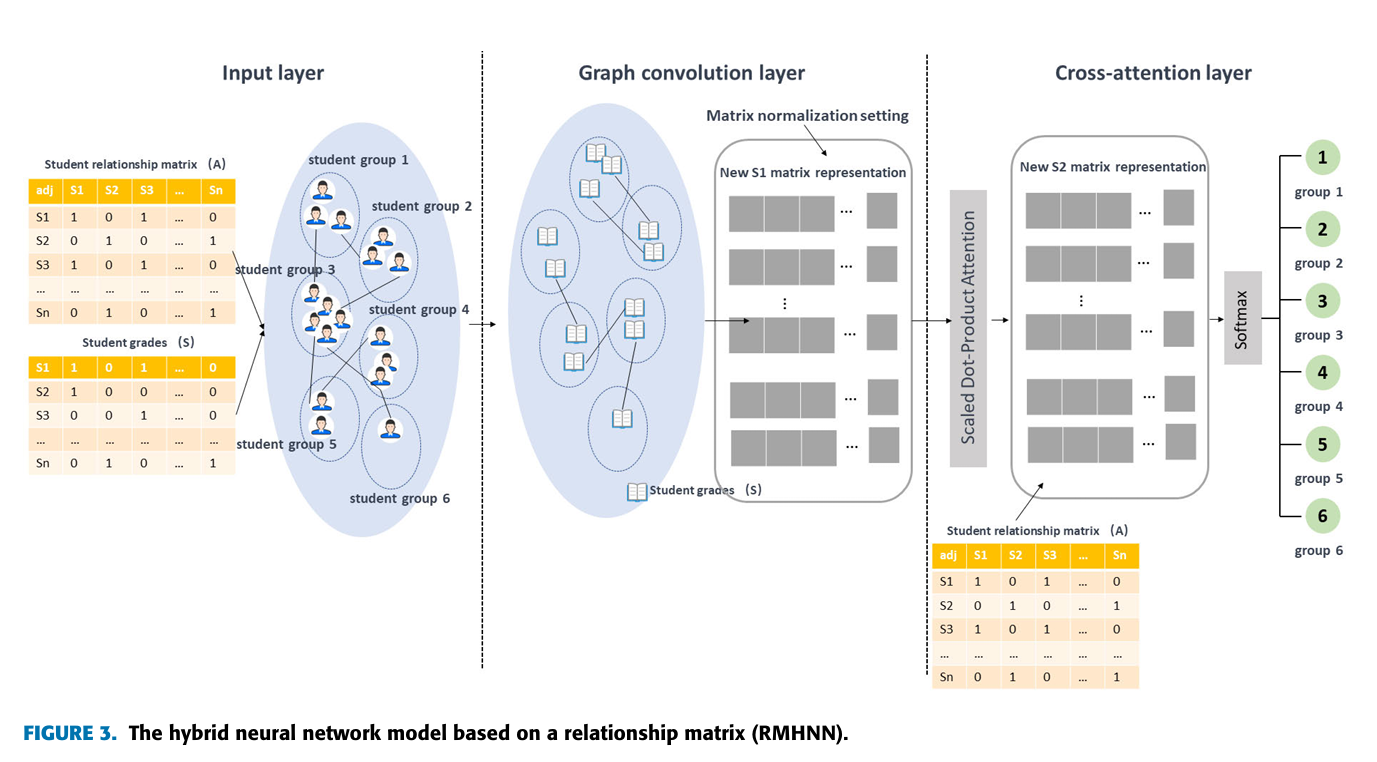 Input layer
Graph convolution layer
Cross-attention layer
Student relationship matrix （A）
adj S1 S2 S3 ... Sn
S1 1 0 1 ... 0
S2 0 1 0 ... 1
S3 1 0 1 ... 0
... ... ... ... ... ...
Sn 0 1 0 ... 1
Student grades （S）
S1 1 0 1 ... 0
S2 1 0 0 ... 0
S3 0 0 1 ... 0
... ... ... ... ... ...
Sn 0 1 0 ... 1
student group 1
student group 2
student group 3
student group 4
student group 5
student group 6
Student grades （S）
Matrix normalization setting
New S1 matrix representation
...
...
...
...
...
...
Scaled Dot-Product Attention
New S2 matrix representation
...
...
...
...
...
...
Student relationship matrix （A）
adj S1 S2 S3 ... Sn
S1 1 0 1 ... 0
S2 0 1 0 ... 1
S3 1 0 1 ... 0
... ... ... ... ... ...
Sn 0 1 0 ... 1
Softmax
1
group 1
2
group 2
3
group 3
4
group 4
5
group 5
6
group 6
FIGURE 3. The hybrid neural network model based on a relationship matrix (RMHNN).